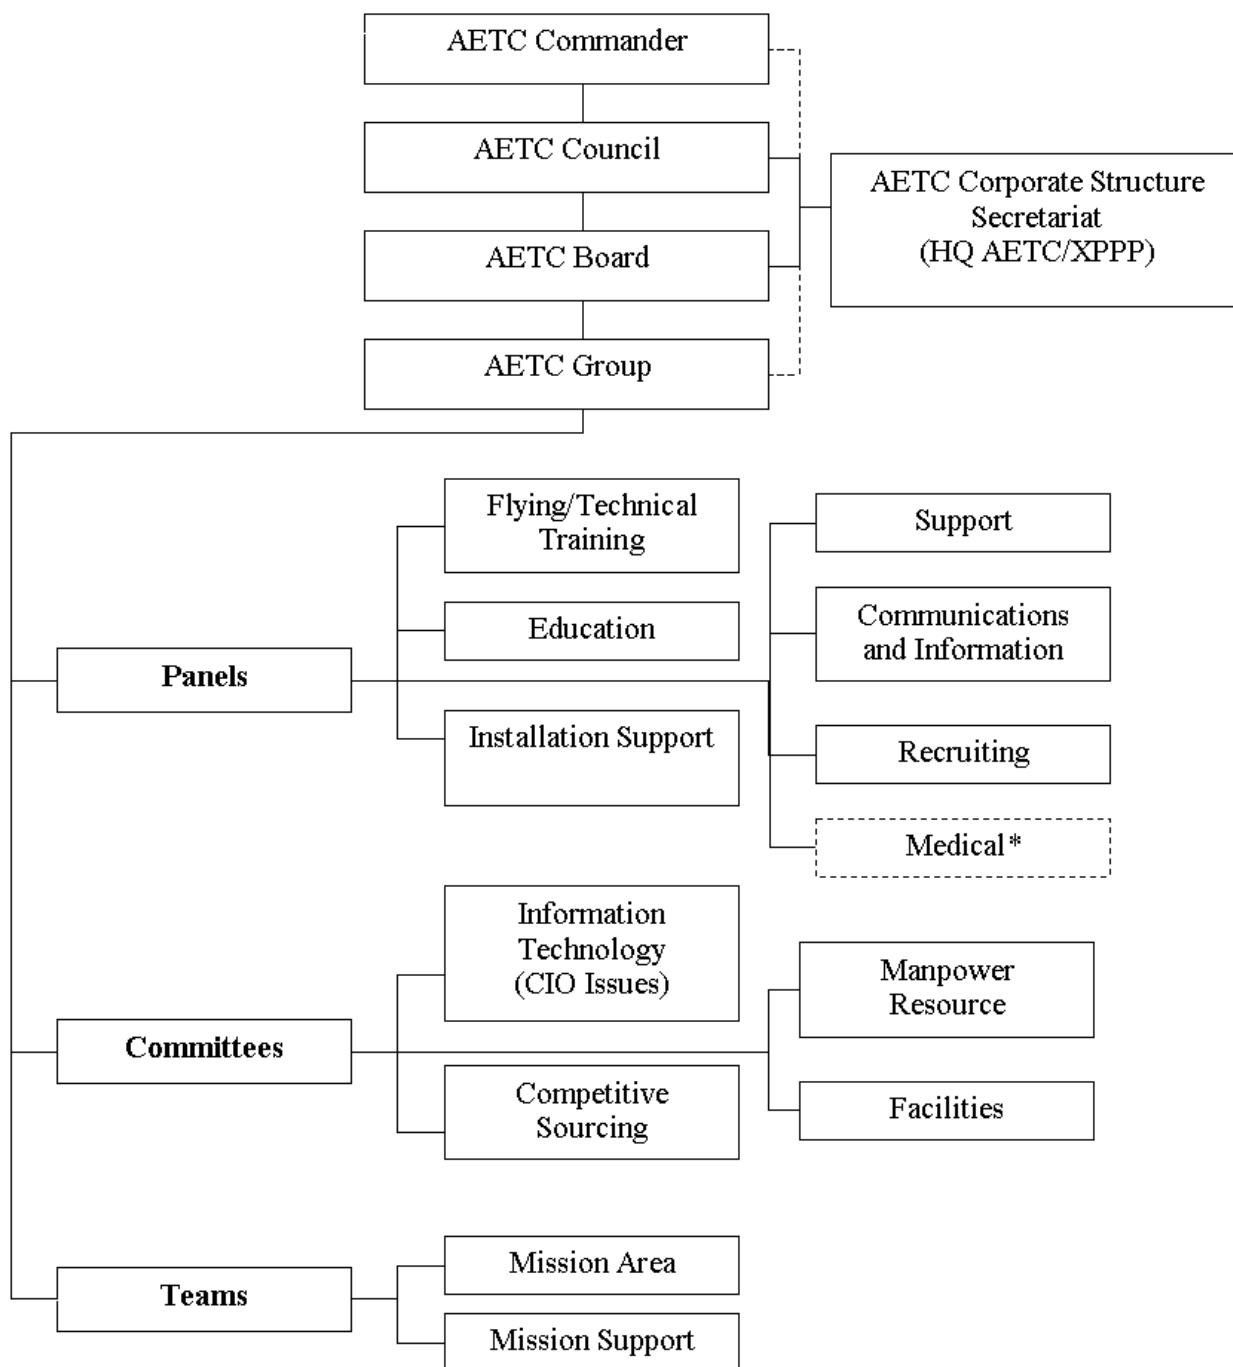 AETC Commander
AETC Council
AETC Corporate Structure
Secretariat
(HQ AETC/XPPP)
AETC Board
AETC Group
Flying/Technical
Training
Support
Education
Communications
and Information
Panels
Installation Support
Recruiting
Medical*
Information
Technology
(CIO Issues)
Manpower
Resource
Committees
Competitive
Sourcing
Facilities
Mission Area
Teams
Mission Support